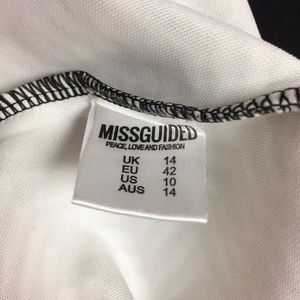 MISSGUIDED
PEACE, LOVE AND FASHION
UK 14
EU 42
US 10
AUS 14